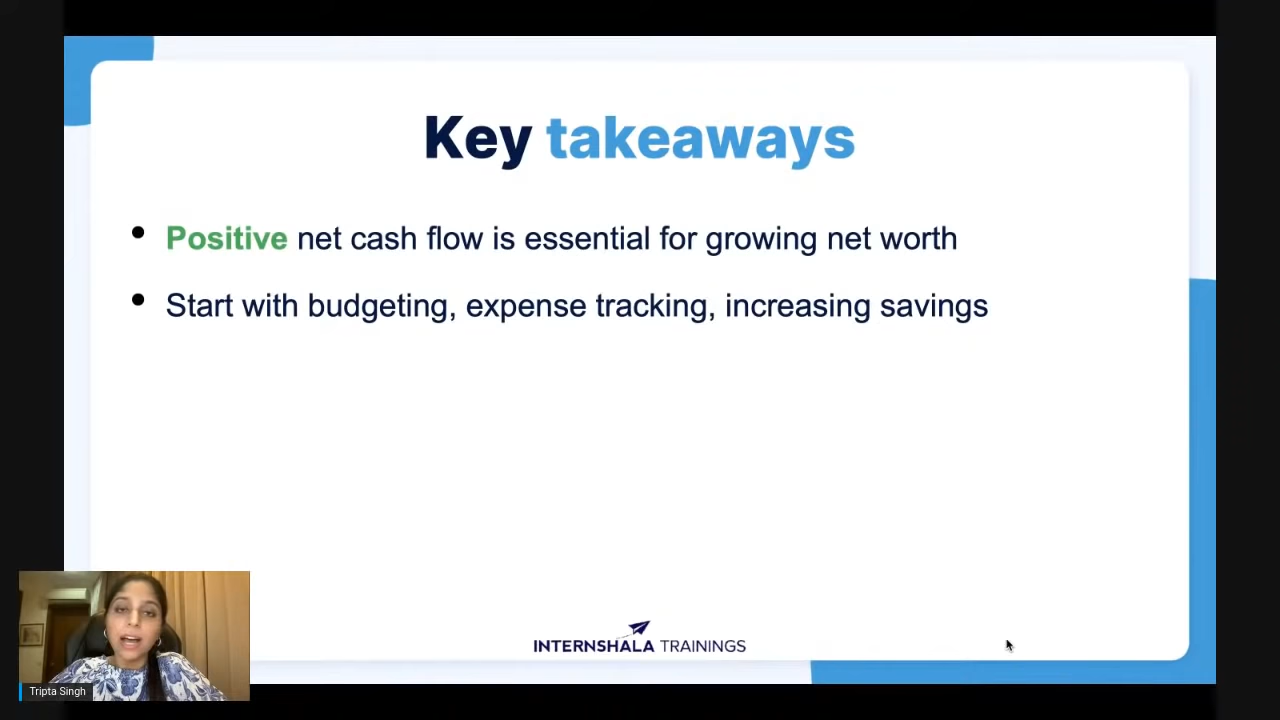 Key takeaways
Positive net cash flow is essential for growing net worth
Start with budgeting, expense tracking, increasing savings
INTERNSHALA TRAININGS
Tripta Singh